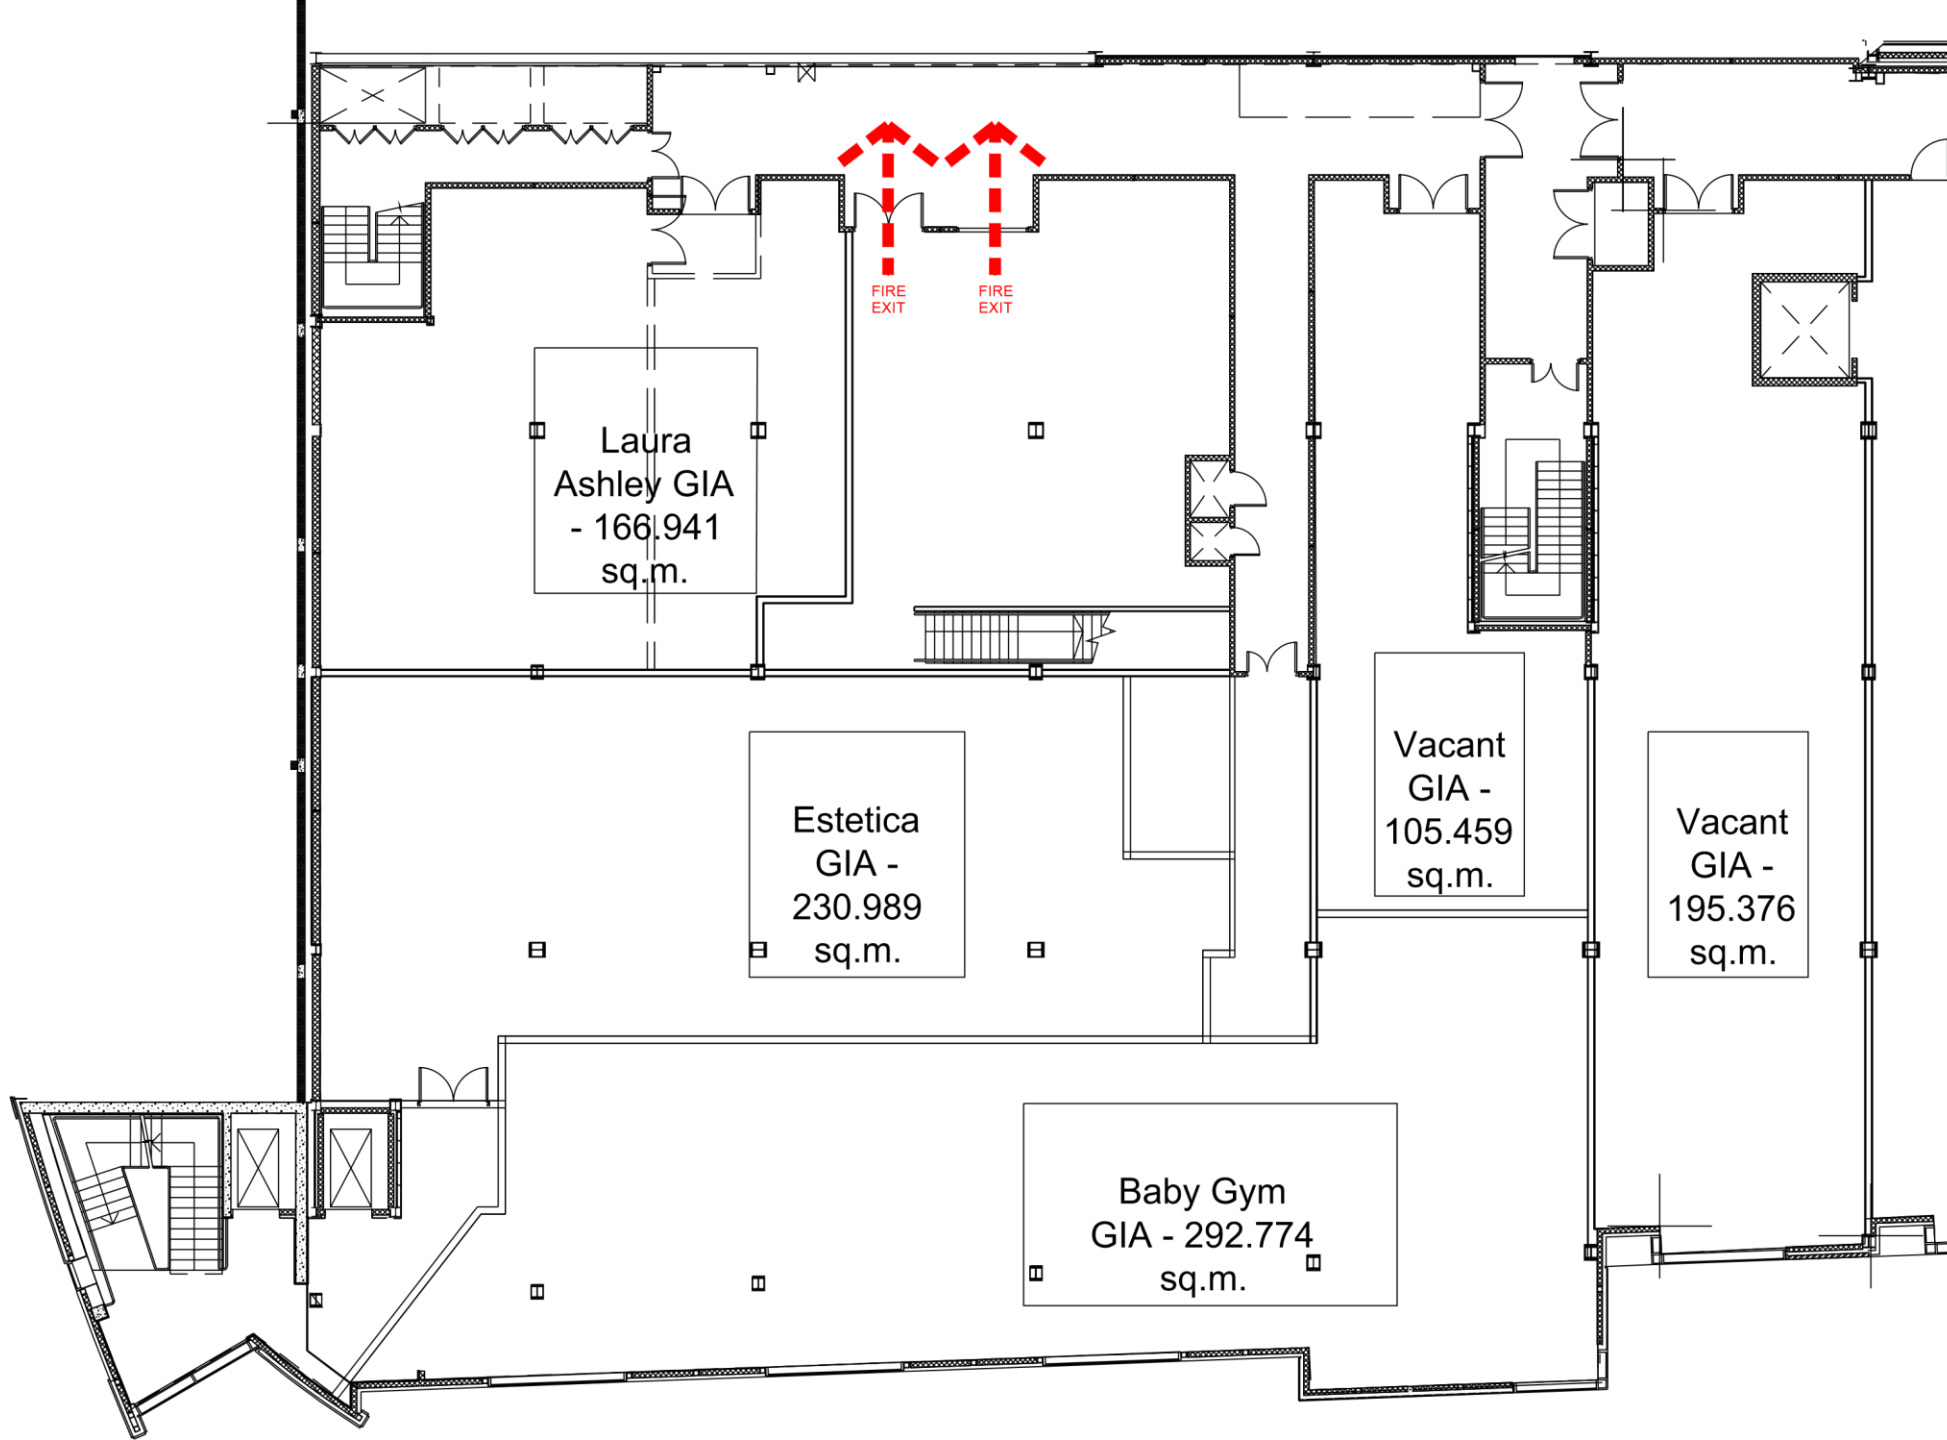 FIRE
EXIT
FIRE
EXIT
Laura
Ashley GIA
- 166.941
sq.m.
Estetica
GIA -
230.989
sq.m.
Vacant
GIA -
105.459
sq.m.
Vacant
GIA -
195.376
sq.m.
Baby Gym
GIA - 292.774
sq.m.